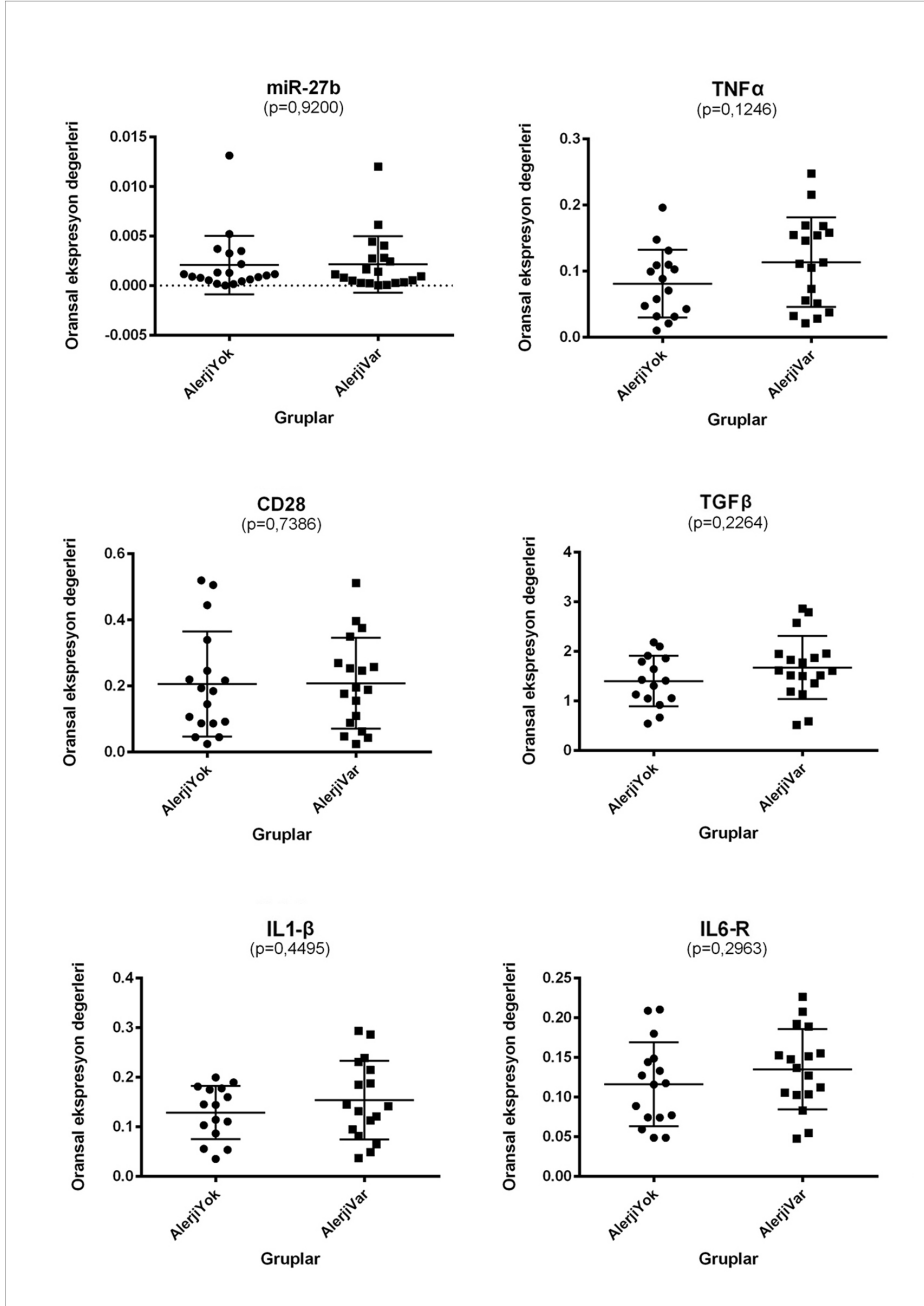 miR-27b
(p=0,9200)
Oransal ekspresyon degerleri
0.015
0.010
0.005
0.000
-0.005
AlerjiYok
AlerjiVar
Gruplar
TNFα
(p=0,1246)
Oransal ekspresyon degerleri
0.3
0.2
0.1
0.0
AlerjiYok
AlerjiVar
Gruplar
CD28
(p=0,7386)
Oransal ekspresyon degerleri
0.6
0.4
0.2
0.0
AlerjiYok
AlerjiVar
Gruplar
TGFβ
(p=0,2264)
Oransal ekspresyon degerleri
4
3
2
1
0
AlerjiYok
AlerjiVar
Gruplar
IL1-β
(p=0,4495)
Oransal ekspresyon degerleri
0.4
0.3
0.2
0.1
0.0
AlerjiYok
AlerjiVar
Gruplar
IL6-R
(p=0,2963)
Oransal ekspresyon degerleri
0.25
0.20
0.15
0.10
0.05
0.00
AlerjiYok
AlerjiVar
Gruplar